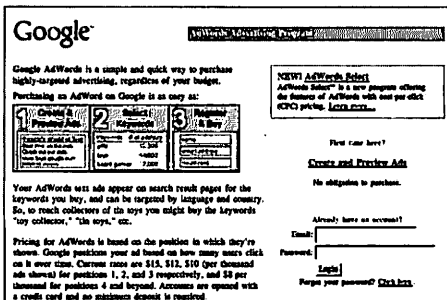 Google
Google AdWords is a simple and quick way to purchase
highly-targeted advertising, regardless of your budget.
Purchasing an AdWord on Google is as easy as:
1 Create & Preview Ads
2 Select Keywords
3 Register & Buy
Your AdWords text ads appear on search result pages for the
keywords you buy, and can be targeted by language and country.
So, to reach collectors of tin toys you might buy the keywords
"toy collector," "tin toys," etc.
Pricing for AdWords is based on the position in which they're
shown. Google positions your ad based on how many users click
on it over time. Current rates are $15, $12, $10 (per thousand
ads shown) for positions 1, 2, and 3 respectively, and $8 per
thousand for positions 4 and beyond. Accounts are opened with
a credit card and no minimum deposit is required.
NEW! AdWords Select
AdWords Select™ is a new program offering
the features of AdWords with cost per click
(CPC) pricing. Learn more...
First time here?
Create and Preview Ads
No obligation to purchase.
Already have an account?
Email:
Password:
Login
Forgot your password? Click here.